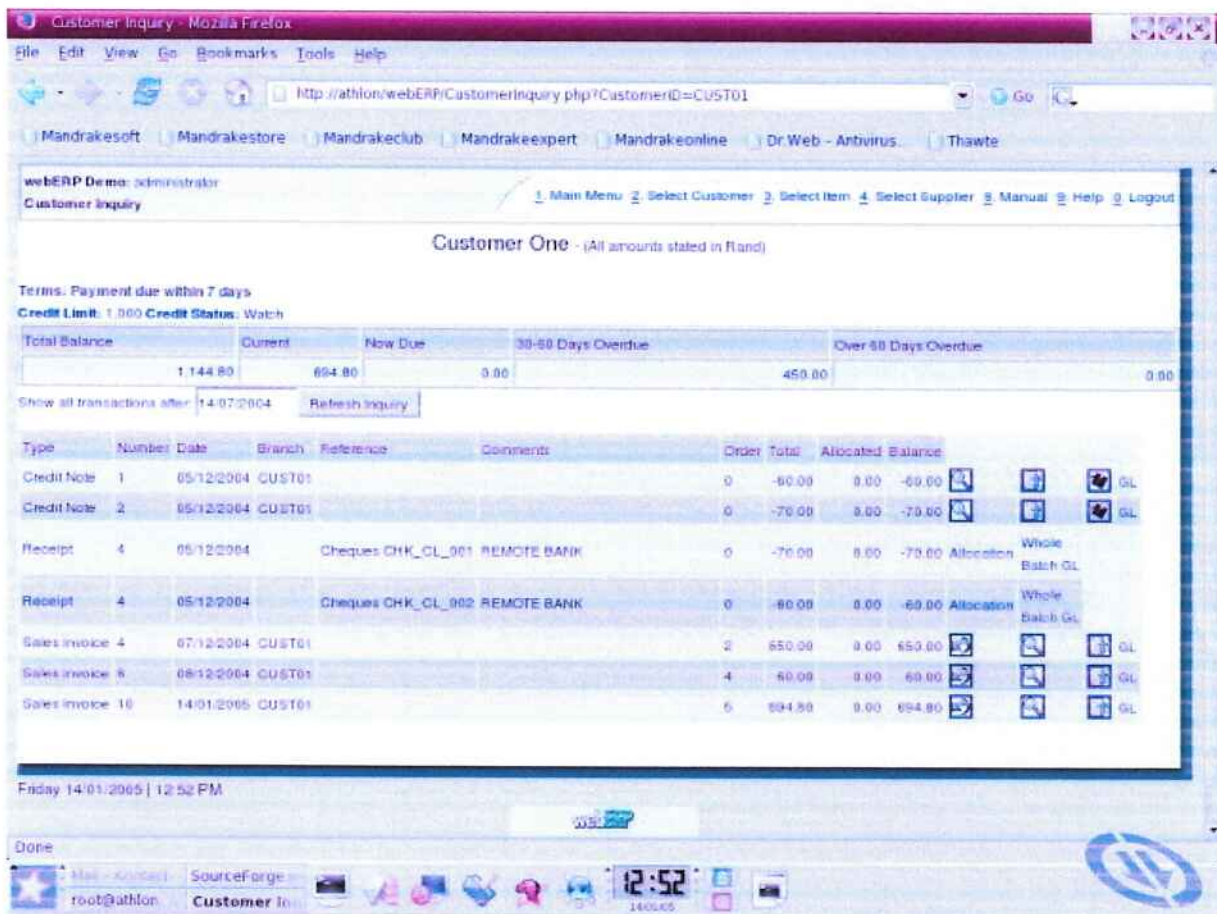 Customer Inquiry - Mozilla Firefox
File Edit View Go Bookmarks Tools Help
http://athlon/webERP/CustomerInquiry.php?CustomerID=CUST01 Go
Mandrakesoft Mandrakestore Mandrakeclub Mandrakeexpert Mandrakeonline Dr.Web - Antivirus... Thawte
webERP Demo: administrator
Customer Inquiry
1. Main Menu 2. Select Customer 3. Select Item 4. Select Supplier 8. Manual 9. Help 0. Logout
Customer One - (All amounts stated in Rand)
Terms: Payment due within 7 days
Credit Limit: 1,000 Credit Status: Watch
Total Balance Current Now Due 30-60 Days Overdue Over 60 Days Overdue
1,144.80 694.80 0.00 450.00 0.00
Show all transactions after: 14/07/2004 Refresh Inquiry
Type Number Date Branch Reference Comments Order Total Allocated Balance
Credit Note 1 05/12/2004 CUST01 0 -60.00 0.00 -60.00 GL
Credit Note 2 05/12/2004 CUST01 0 -70.00 0.00 -70.00 GL
Receipt 4 05/12/2004 Cheques CHK_CL_001 REMOTE BANK 0 -70.00 0.00 -70.00 Allocation Whole Batch GL
Receipt 4 05/12/2004 Cheques CHK_CL_002 REMOTE BANK 0 -60.00 0.00 -60.00 Allocation Whole Batch GL
Sales Invoice 4 07/12/2004 CUST01 2 650.00 0.00 650.00 GL
Sales Invoice 08/12/2004 CUST01 4 60.00 0.00 60.00 GL
Sales Invoice 10 14/01/2005 CUST01 694.80 0.00 694.80 GL
Friday 14/01/2005 | 12:52 PM
webERP
Done
SourceForge
root@athlon Customer In
12:52
14/01/05